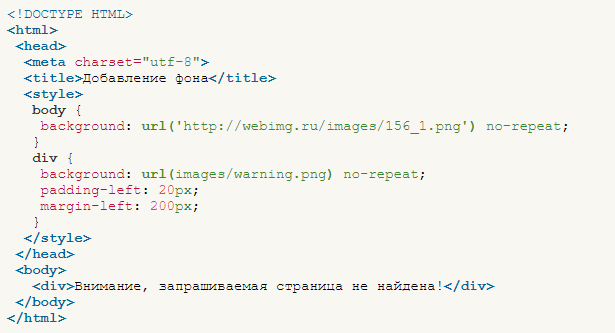 <!DOCTYPE HTML>
<html>
<head>
<meta charset="utf-8">
<title>Добавление фона</title>
<style>
body {
background: url('http://webimg.ru/images/156_1.png') no-repeat;
}
div {
background: url(images/warning.png) no-repeat;
padding-left: 20px;
margin-left: 200px;
}
</style>
</head>
<body>
<div>Внимание, запрашиваемая страница не найдена!</div>
</body>
</html>